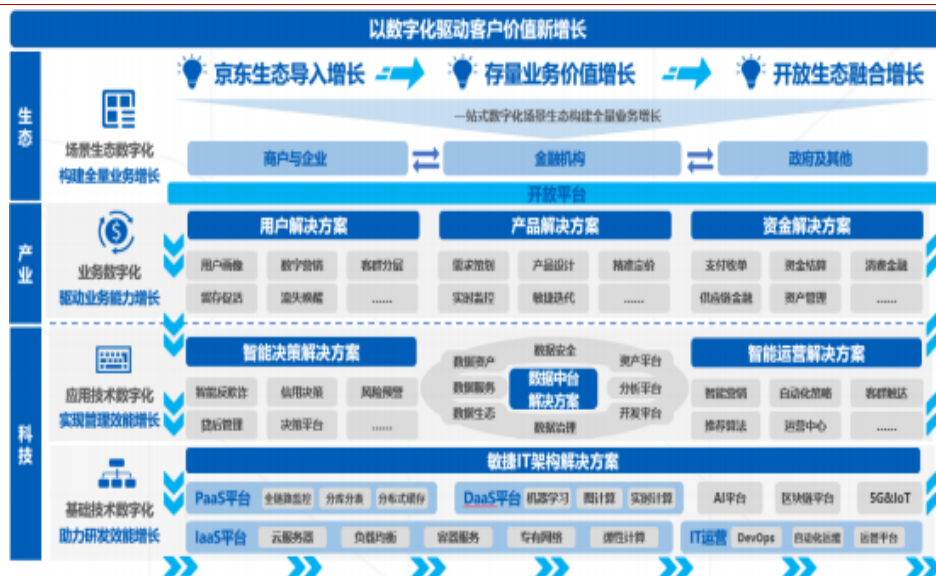 以数字化驱动客户价值新增长
生态
京东生态导入增长 存量业务价值增长 开放生态融合增长
一站式数字化场景生态构建全量业务增长
场景生态数字化
构建全量业务增长
商户与企业 金融机构 政府及其他
开放平台
产业
业务数字化
驱动业务能力增长
用户解决方案 产品解决方案 资金解决方案
用户画像 数字营销 客群分层 需求策划 产品设计 精准定价 支付收单 资金结算 消费金融
留存促活 流失唤醒 ...... 实时监控 敏捷迭代 ...... 供应链金融 资产管理 ......
科技
应用技术数字化
实现管理效能增长
智能决策解决方案
智能反欺诈 信用决策 风险预警
贷后管理 决策平台 ......
数据资产 数据安全 资产平台
数据服务 数据中台解决方案 分析平台
数据生态 数据治理 开发平台
智能运营解决方案
智能营销 自动化策略 客群触达
推荐算法 运营中心 ......
基础技术数字化
助力研发效能增长
敏捷IT架构解决方案
PaaS平台 全链路监控 分库分表 分布式缓存 DaaS平台 机器学习 图计算 实时计算 AI平台 区块链平台 5G&IoT
IaaS平台 云服务器 负载均衡 容器服务 专有网络 弹性计算 IT运营 DevOps 自动化运维 运营平台